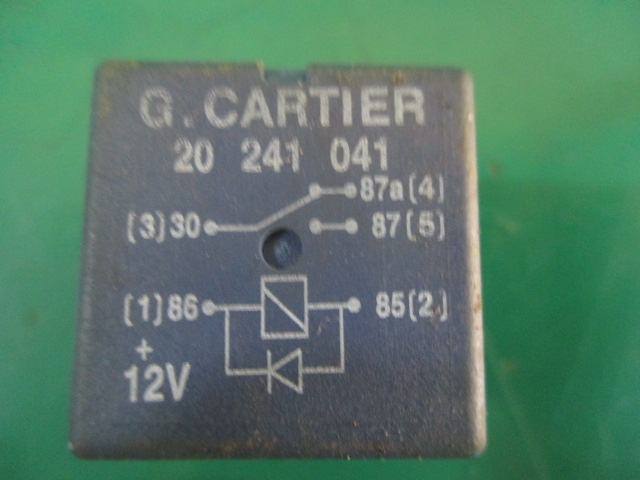 G. CARTIER
20 241 041
87a(4)
(3)30 87(5)
(1)86 85(2)
+
12V